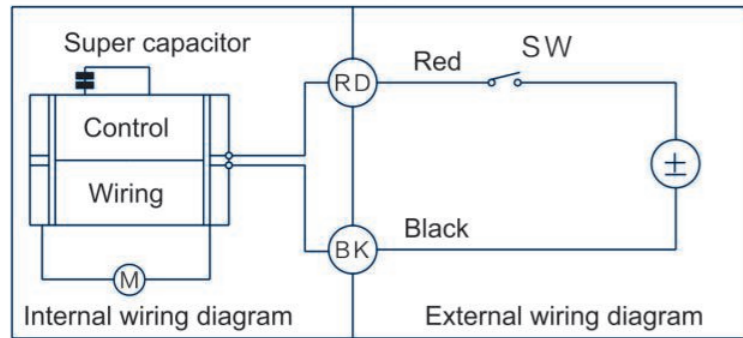 Super capacitor
Control
Wiring
M
Internal wiring diagram
RD
BK
Red
SW
±
Black
External wiring diagram